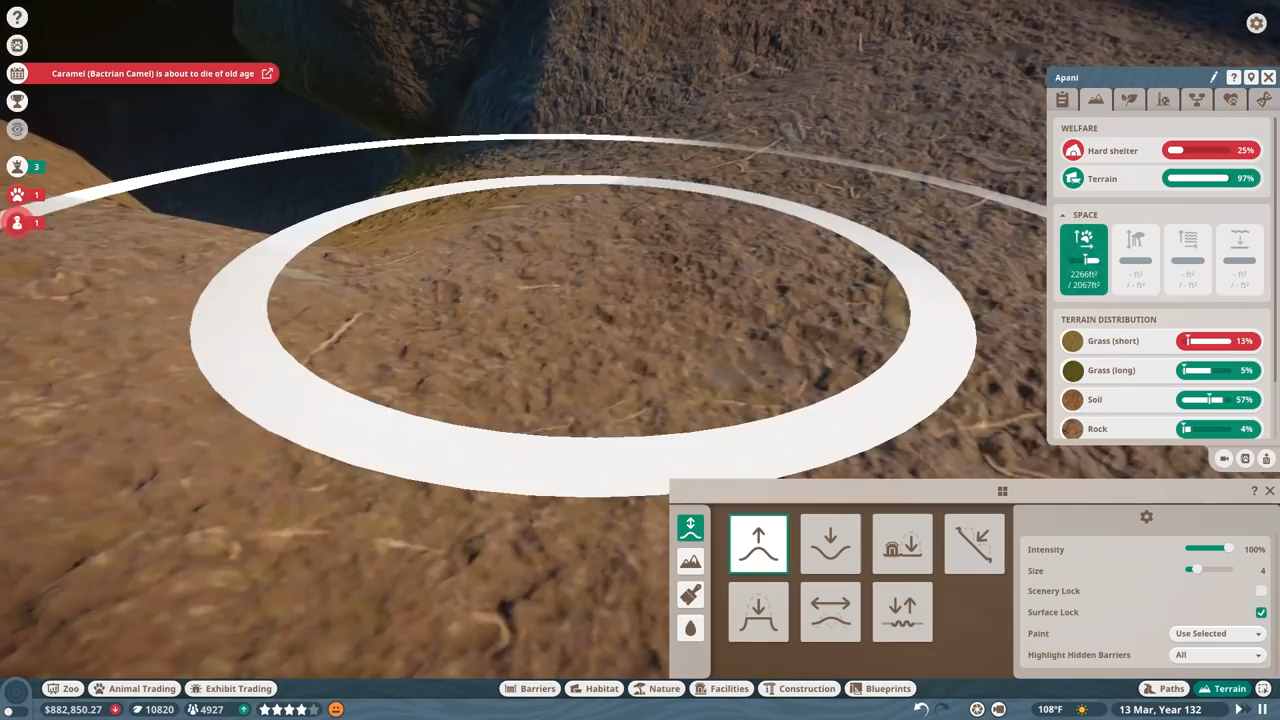 Caramel (Bactrian Camel) is about to die of old age
3
1
1
Apani
?
WELFARE
Hard shelter 25%
Terrain 97%
SPACE
2266ft² - ft² - ft² - ft²
/ 2067ft² / - ft² / - ft² / - ft²
TERRAIN DISTRIBUTION
Grass (short) 13%
Grass (long) 5%
Soil 57%
Rock 4%
?
Intensity 100%
Size 4
Scenery Lock
Surface Lock
Paint Use Selected
Highlight Hidden Barriers All
Zoo Animal Trading Exhibit Trading Barriers Habitat Nature Facilities Construction Blueprints Paths Terrain
$882,850.27 10820 4927 108°F 13 Mar, Year 132